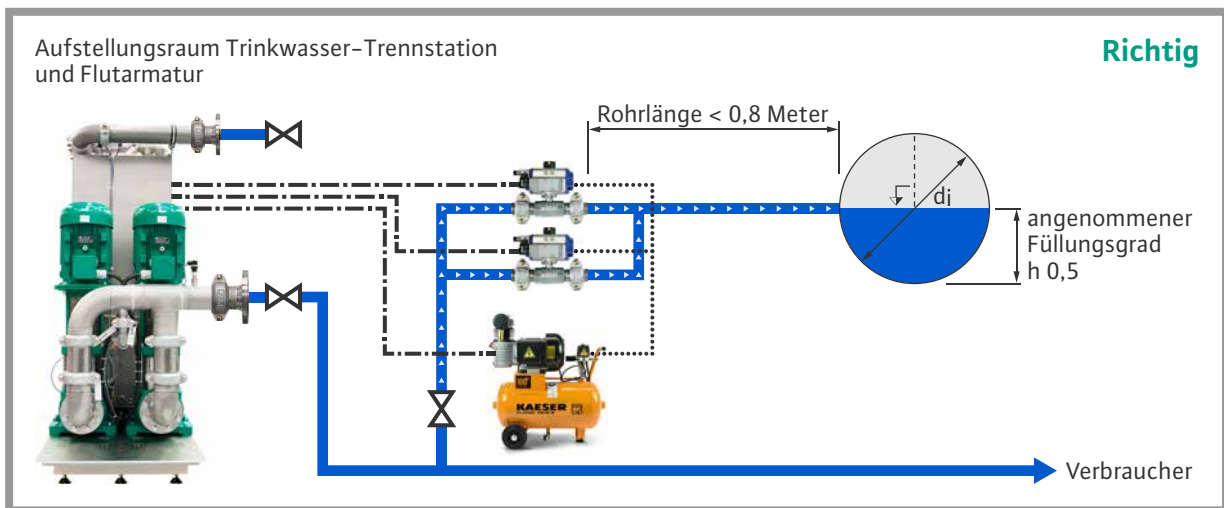 Aufstellungsraum Trinkwasser-Trennstation
und Flutarmatur
Richtig
Rohrlänge < 0,8 Meter
di
angenommener
Füllungsgrad
h 0,5
KAESER
Verbraucher